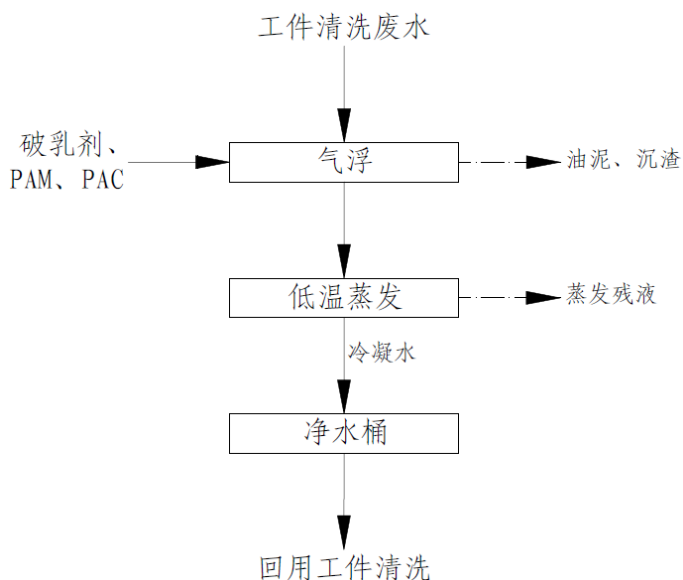 工件清洗废水
破乳剂、
PAM、PAC
气浮
油泥、沉渣
低温蒸发
蒸发残液
冷凝水
净水桶
回用工件清洗